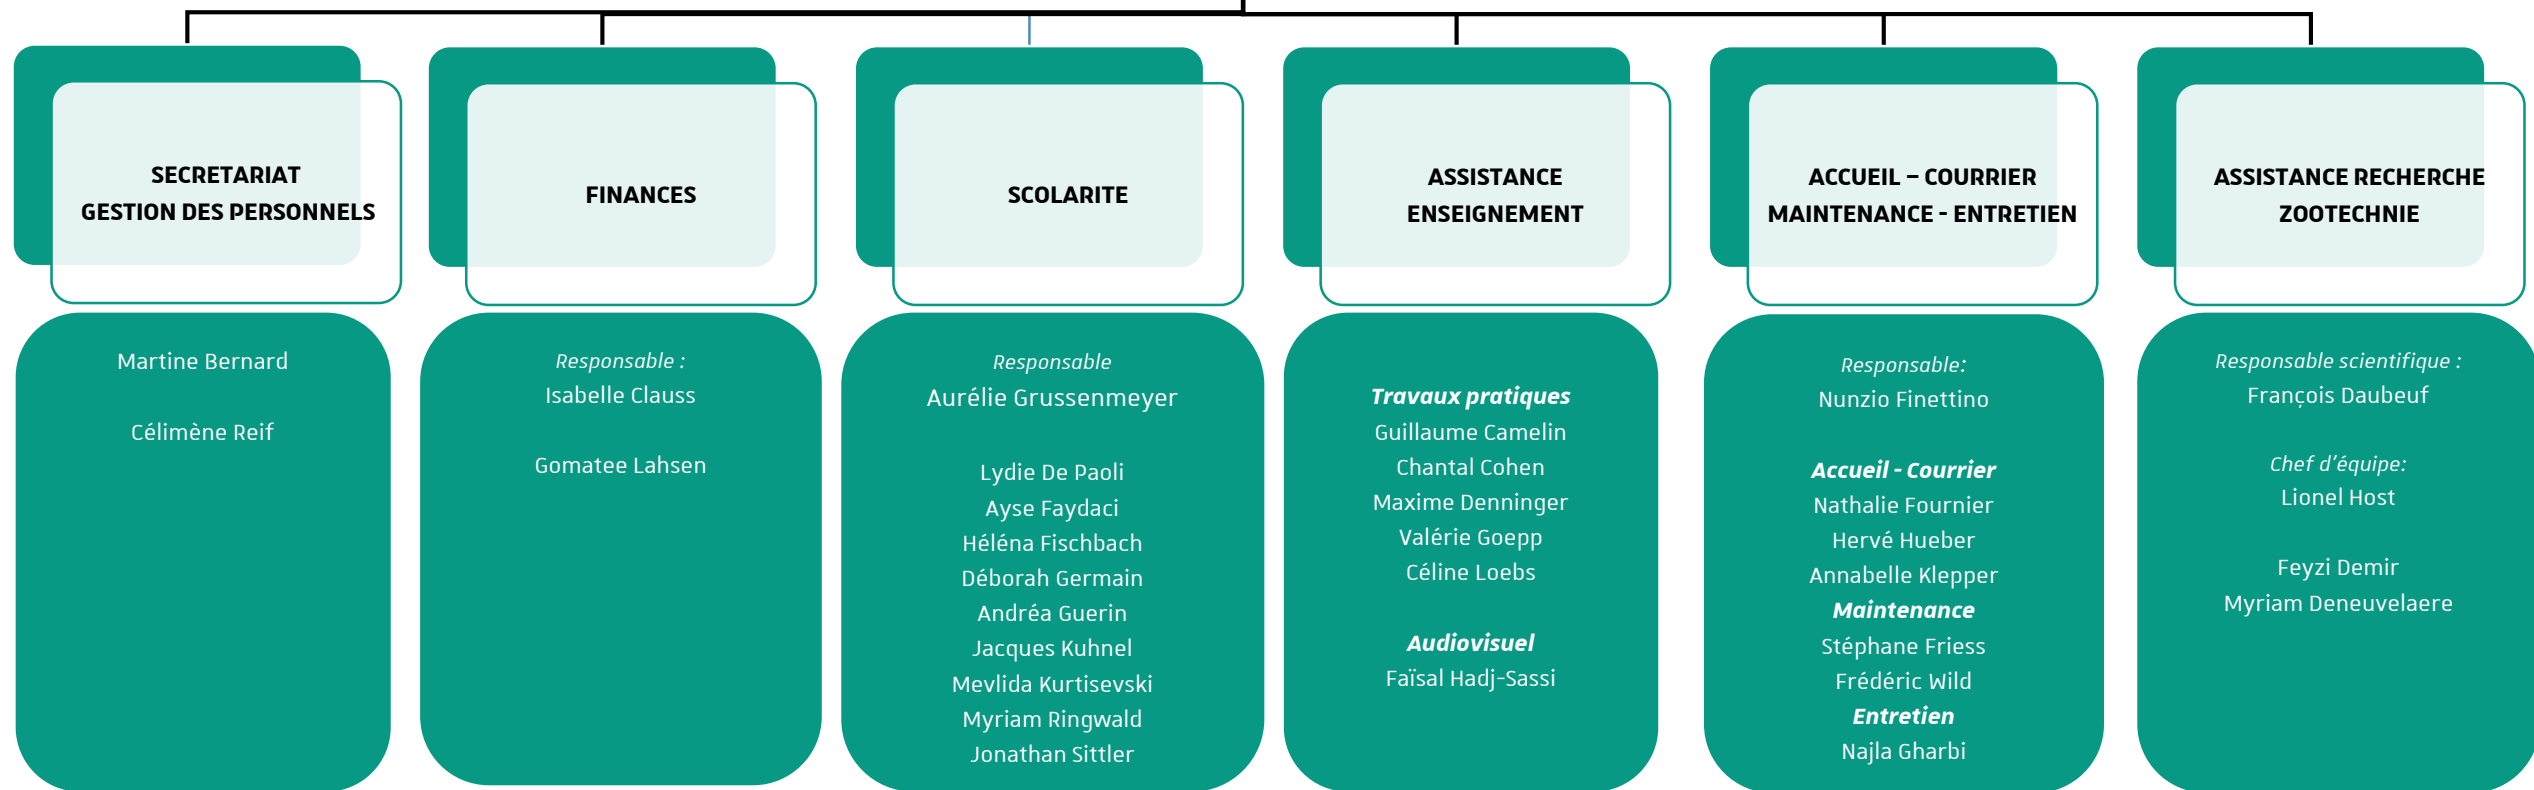 SECRETARIAT
GESTION DES PERSONNELS
Martine Bernard
Célimène Reif
FINANCES
Responsable :
Isabelle Clauss
Gomatee Lahsen
SCOLARITE
Responsable
Aurélie Grussenmeyer
Lydie De Paoli
Ayse Faydaci
Héléna Fischbach
Déborah Germain
Andréa Guerin
Jacques Kuhnel
Mevlida Kurtisevski
Myriam Ringwald
Jonathan Sittler
ASSISTANCE
ENSEIGNEMENT
Travaux pratiques
Guillaume Camelin
Chantal Cohen
Maxime Denninger
Valérie Goepp
Céline Loebs
Audiovisuel
Faïsal Hadj-Sassi
ACCUEIL – COURRIER
MAINTENANCE - ENTRETIEN
Responsable:
Nunzio Finettino
Accueil - Courrier
Nathalie Fournier
Hervé Hueber
Annabelle Klepper
Maintenance
Stéphane Friess
Frédéric Wild
Entretien
Najla Gharbi
ASSISTANCE RECHERCHE
ZOOTECHNIE
Responsable scientifique :
François Daubeuf
Chef d’équipe:
Lionel Host
Feyzi Demir
Myriam Deneuvelaere